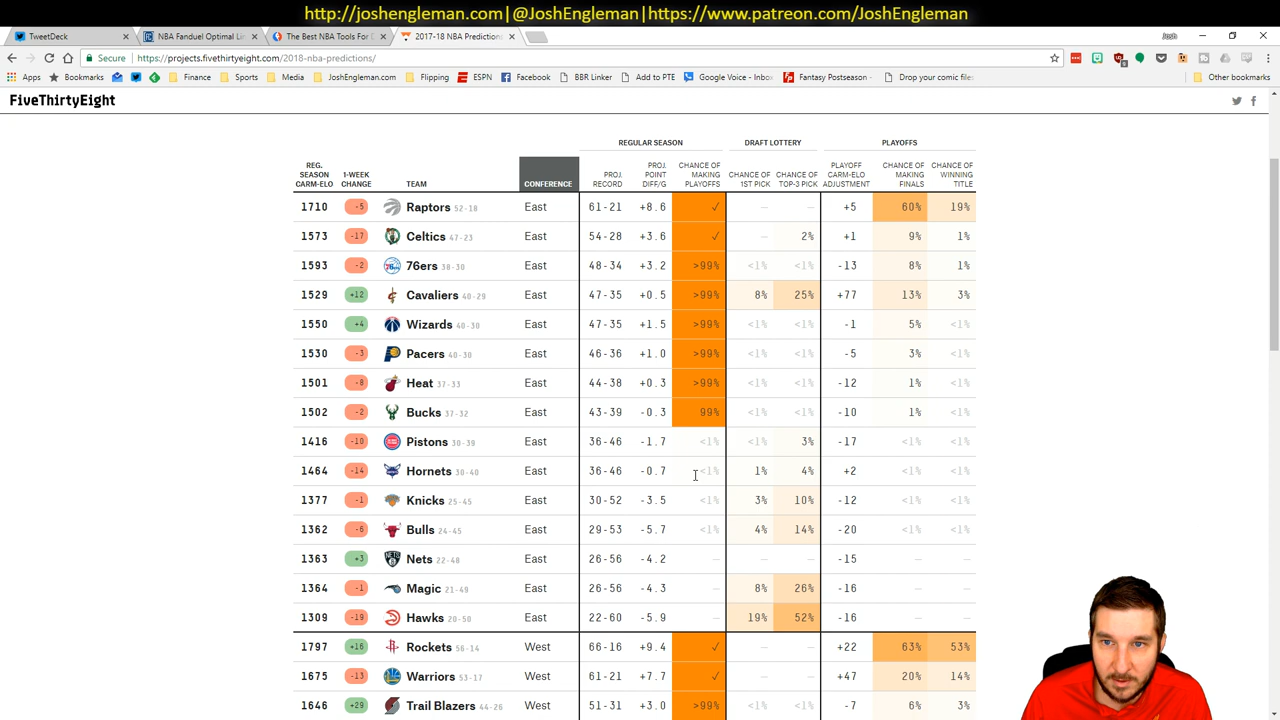 http://joshengleman.com|@JoshEngleman|https://www.patreon.com/JoshEngleman
TweetDeck
NBA Fanduel Optimal Li
The Best NBA Tools For D
2017-18 NBA Prediction
Josh
Secure
https://projects.fivethirtyeight.com/2018-nba-predictions/
Apps
Bookmarks
Finance
Sports
Media
JoshEngleman.com
Flipping
ESPN
Facebook
BBR Linker
Add to PTE
Google Voice - Inbox
Fantasy Postseason -
Drop your comic files
Other bookmarks
FiveThirtyEight
REGULAR SEASON DRAFT LOTTERY PLAYOFFS
REG. SEASON CARM-ELO 1-WEEK CHANGE TEAM CONFERENCE PROJ. RECORD PROJ. POINT DIFF/G CHANCE OF MAKING PLAYOFFS CHANCE OF 1ST PICK CHANCE OF TOP-3 PICK PLAYOFF CARM-ELO ADJUSTMENT CHANCE OF MAKING FINALS CHANCE OF WINNING TITLE
1710 -5 Raptors 52-18 East 61-21 +8.6 ✓ — — +5 60% 19%
1573 -17 Celtics 47-23 East 54-28 +3.6 ✓ — 2% +1 9% 1%
1593 -2 76ers 38-30 East 48-34 +3.2 >99% <1% <1% -13 8% 1%
1529 +12 Cavaliers 40-29 East 47-35 +0.5 >99% 8% 25% +77 13% 3%
1550 +4 Wizards 40-30 East 47-35 +1.5 >99% <1% <1% -1 5% <1%
1530 -3 Pacers 40-30 East 46-36 +1.0 >99% <1% <1% -5 3% <1%
1501 -8 Heat 37-33 East 44-38 +0.3 >99% <1% <1% -12 1% <1%
1502 -2 Bucks 37-32 East 43-39 -0.3 99% <1% <1% -10 1% <1%
1416 -10 Pistons 30-39 East 36-46 -1.7 <1% <1% 3% -17 <1% <1%
1464 -14 Hornets 30-40 East 36-46 -0.7 <1% 1% 4% +2 <1% <1%
1377 -1 Knicks 25-45 East 30-52 -3.5 <1% 3% 10% -12 <1% <1%
1362 -6 Bulls 24-45 East 29-53 -5.7 <1% 4% 14% -20 <1% <1%
1363 +3 Nets 22-48 East 26-56 -4.2 — — — -15 — —
1364 -1 Magic 21-49 East 26-56 -4.3 — 8% 26% -16 — —
1309 -19 Hawks 20-50 East 22-60 -5.9 — 19% 52% -16 — —
1797 +16 Rockets 56-14 West 66-16 +9.4 ✓ — — +22 63% 53%
1675 -13 Warriors 53-17 West 61-21 +7.7 ✓ — — +47 20% 14%
1646 +29 Trail Blazers 44-26 West 51-31 +3.0 >99% <1% <1% -7 6% 3%